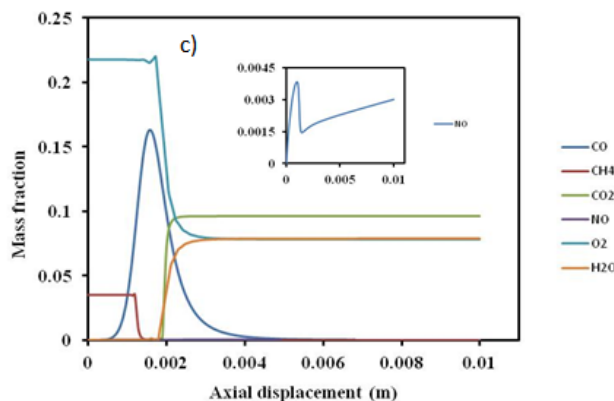 c)
0.25
0.2
0.15
0.1
0.05
0
Mass fraction
0 0.002 0.004 0.006 0.008 0.01
Axial displacement (m)
0.0045
0.003
0.0015
0
0 0.005 0.01
NO
CO
CH4
CO2
NO
O2
H2O